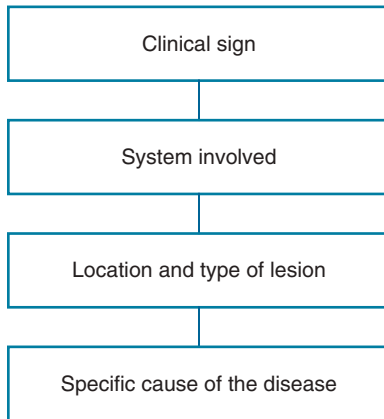 Clinical sign
System involved
Location and type of lesion
Specific cause of the disease